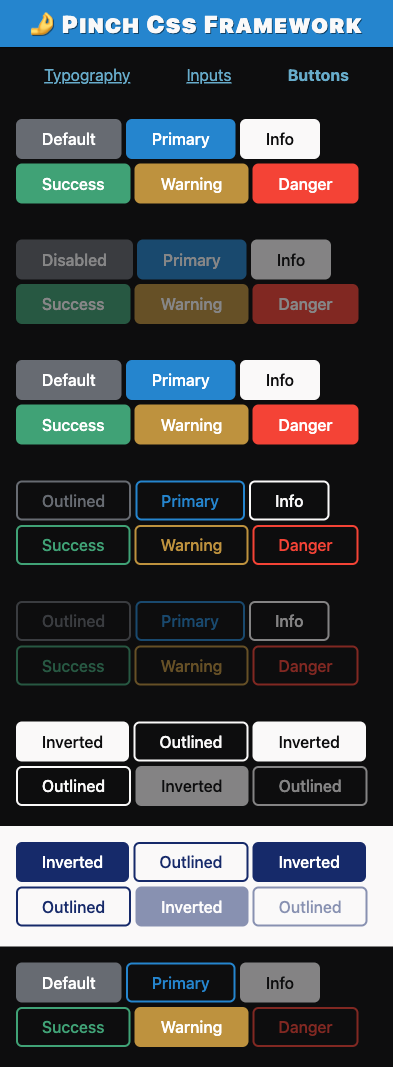 Pinch Css Framework
Typography Inputs Buttons
Default Primary Info
Success Warning Danger
Disabled Primary Info
Success Warning Danger
Default Primary Info
Success Warning Danger
Outlined Primary Info
Success Warning Danger
Outlined Primary Info
Success Warning Danger
Inverted Outlined Inverted
Outlined Inverted Outlined
Inverted Outlined Inverted
Outlined Inverted Outlined
Default Primary Info
Success Warning Danger